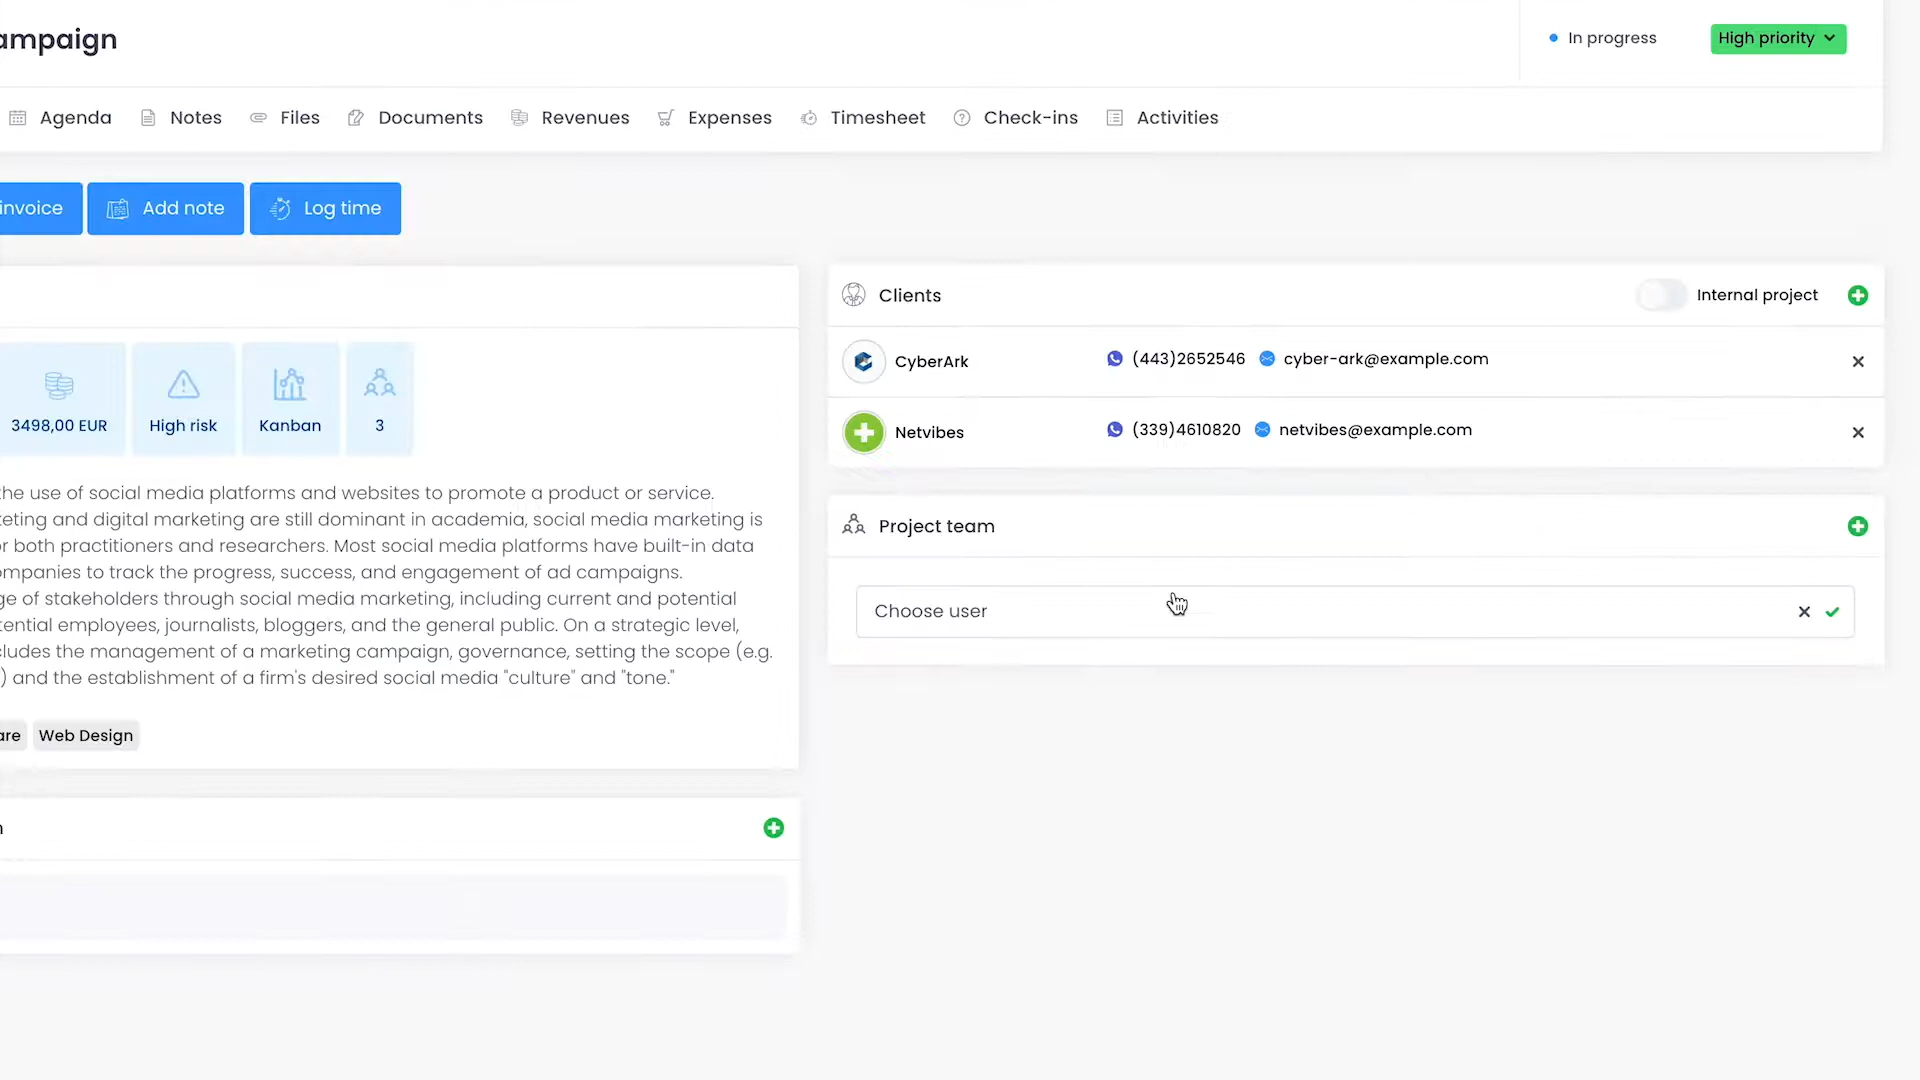 ampaign
In progress
High priority
Agenda
Notes
Files
Documents
Revenues
Expenses
Timesheet
Check-ins
Activities
invoice
Add note
Log time
3498,00 EUR
High risk
Kanban
3
the use of social media platforms and websites to promote a product or service.
keting and digital marketing are still dominant in academia, social media marketing is
or both practitioners and researchers. Most social media platforms have built-in data
ompanies to track the progress, success, and engagement of ad campaigns.
ge of stakeholders through social media marketing, including current and potential
tential employees, journalists, bloggers, and the general public. On a strategic level,
cludes the management of a marketing campaign, governance, setting the scope (e.g.
) and the establishment of a firm's desired social media "culture" and "tone."
are
Web Design
n
Clients
Internal project
CyberArk
(443)2652546
cyber-ark@example.com
Netvibes
(339)4610820
netvibes@example.com
Project team
Choose user